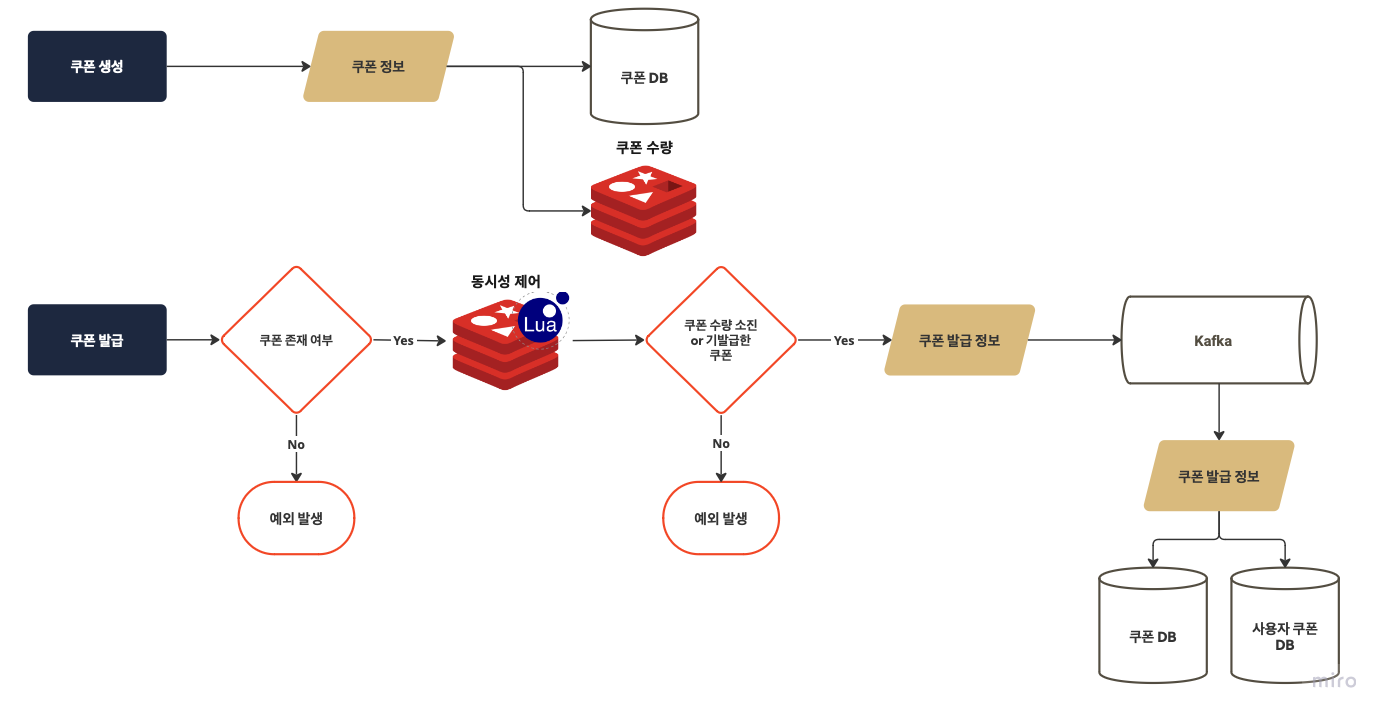 쿠폰 생성
쿠폰 정보
쿠폰 DB
쿠폰 수량
쿠폰 발급
쿠폰 존재 여부
Yes
동시성 제어
Lua
쿠폰 수량 소진
or 기발급한
쿠폰
Yes
쿠폰 발급 정보
Kafka
No
No
예외 발생
예외 발생
쿠폰 발급 정보
쿠폰 DB
사용자 쿠폰
DB
miro